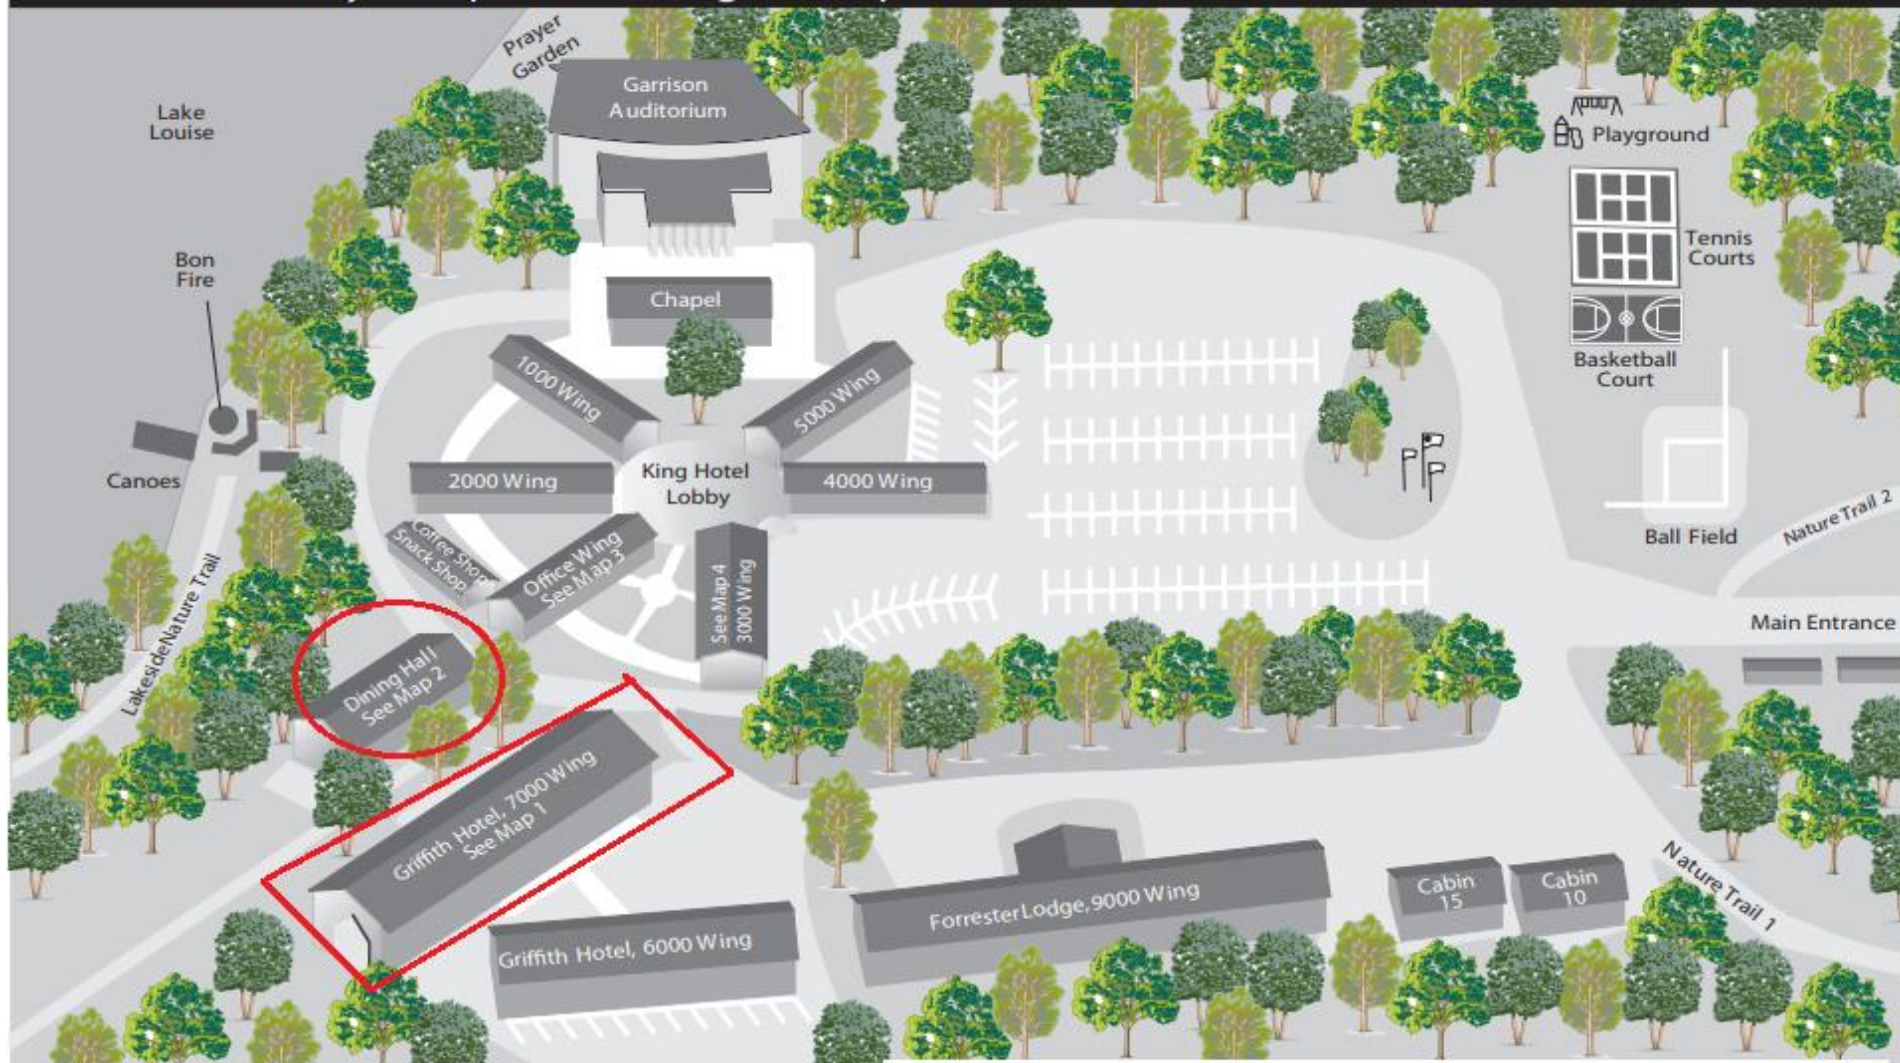 Prayer
Garden
Garrison
Auditorium
Lake
Louise
Playground
Tennis
Courts
Bon
Fire
Chapel
Basketball
Court
1000 Wing
5000 Wing
King Hotel
Lobby
2000 Wing
4000 Wing
Canoes
Coffee Shop
Snack Shop
Office Wing
See Map 3
See Map 4
3000 Wing
Ball Field
Nature Trail 2
Lakeside Nature Trail
Main Entrance
Dining Hall
See Map 2
Griffith Hotel, 7000 Wing
See Map 1
Griffith Hotel, 6000 Wing
Forrester Lodge, 9000 Wing
Cabin
15
Cabin
10
Nature Trail 1